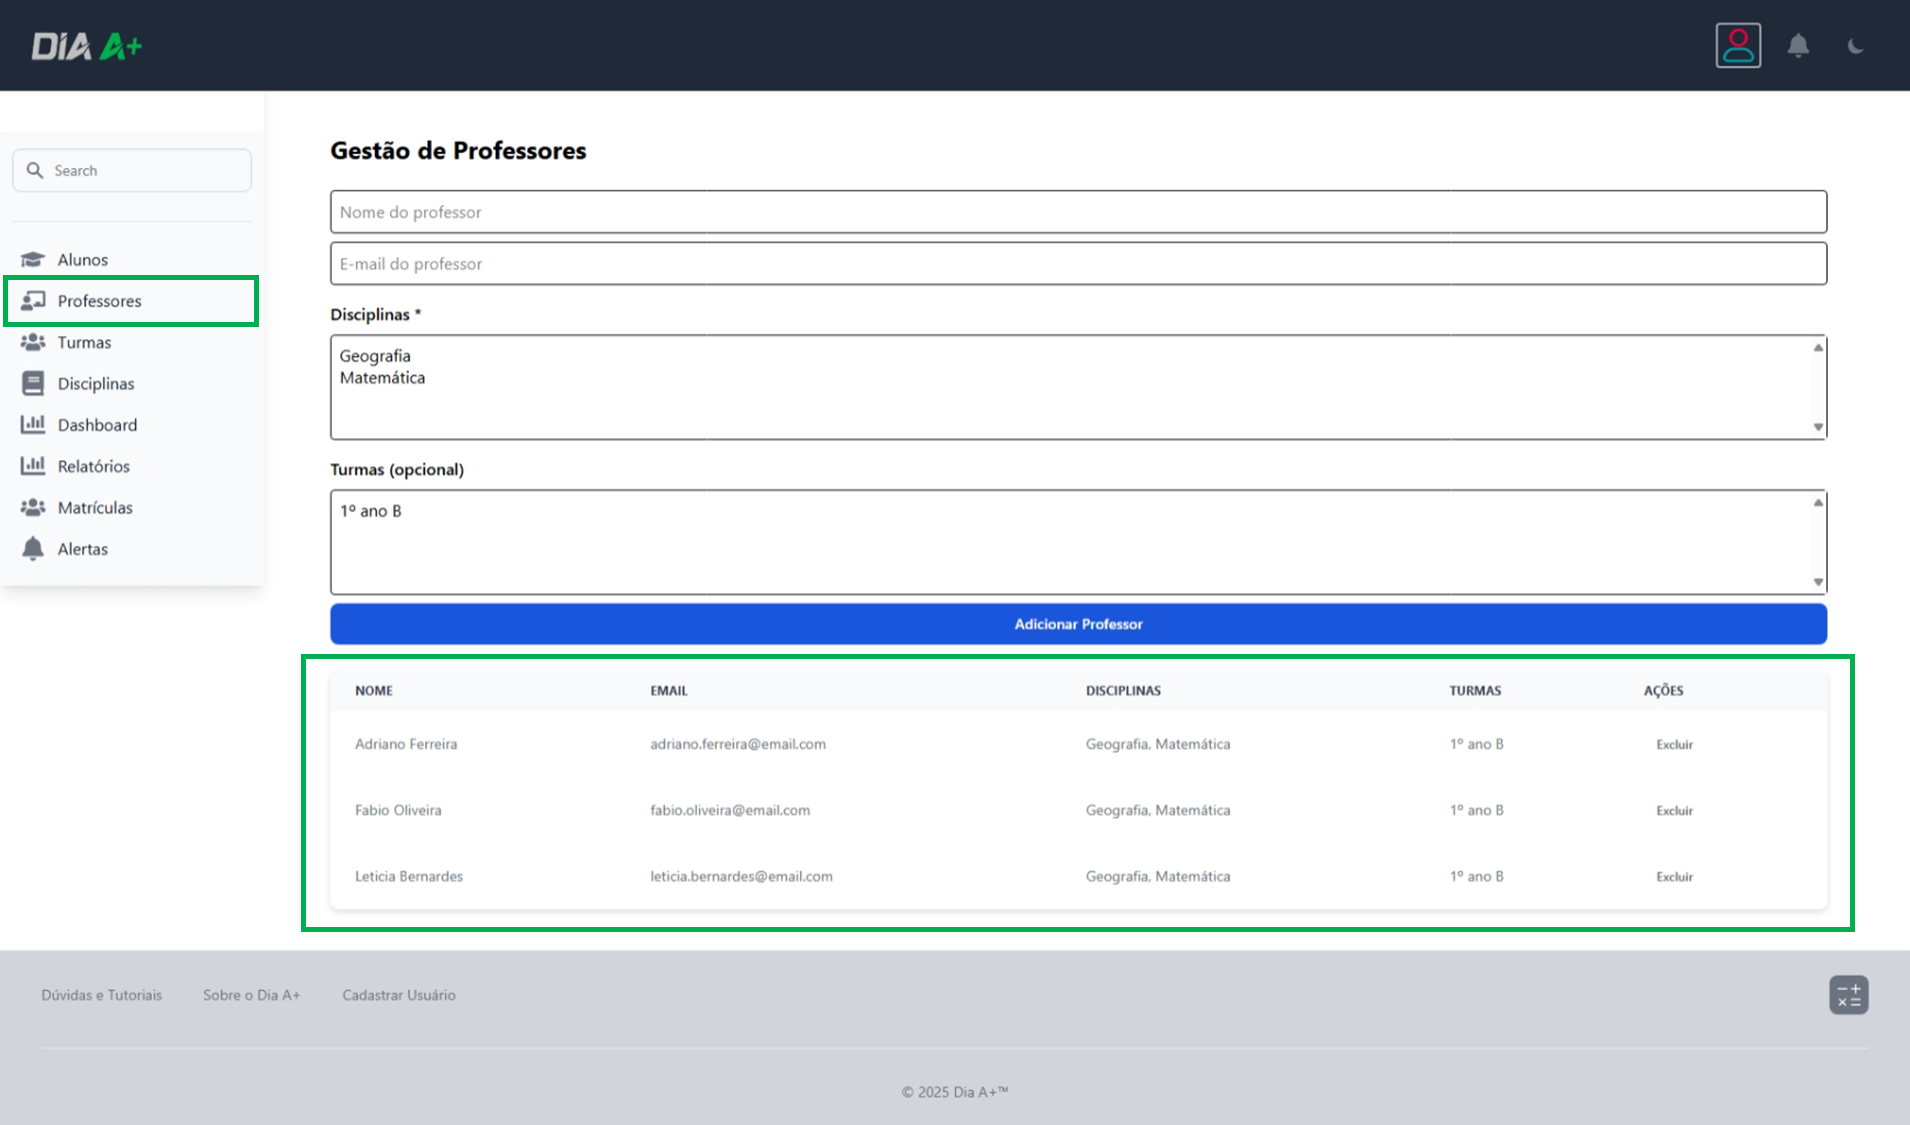 DIA A+
Search
Alunos
Professores
Turmas
Disciplinas
Dashboard
Relatórios
Matrículas
Alertas
Gestão de Professores
Nome do professor
E-mail do professor
Disciplinas *
Geografia
Matemática
Turmas (opcional)
1º ano B
Adicionar Professor
NOME EMAIL DISCIPLINAS TURMAS AÇÕES
Adriano Ferreira adriano.ferreira@email.com Geografia, Matemática 1º ano B Excluir
Fabio Oliveira fabio.oliveira@email.com Geografia, Matemática 1º ano B Excluir
Leticia Bernardes leticia.bernardes@email.com Geografia, Matemática 1º ano B Excluir
Dúvidas e Tutoriais Sobre o Dia A+ Cadastrar Usuário
© 2025 Dia A+™